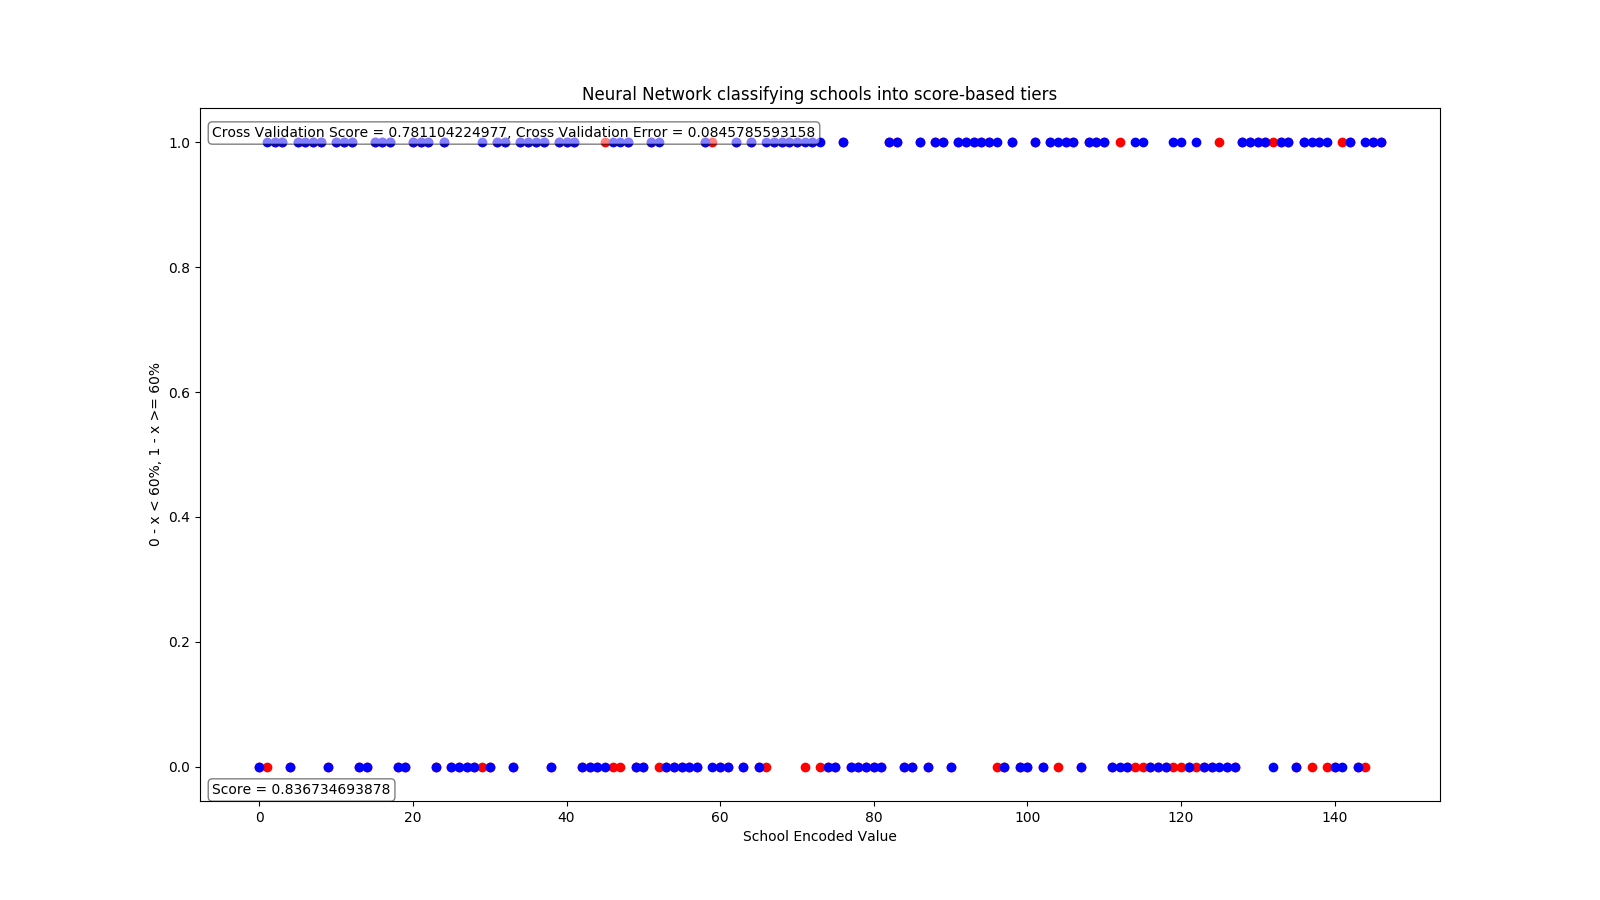 Neural Network classifying schools into score-based tiers
Cross Validation Score = 0.781104224977, Cross Validation Error = 0.0845785593158
1.0
0.8
0.6
0.4
0.2
0.0
0 - x < 60%, 1 - x >= 60%
Score = 0.836734693878
0 20 40 60 80 100 120 140
School Encoded Value